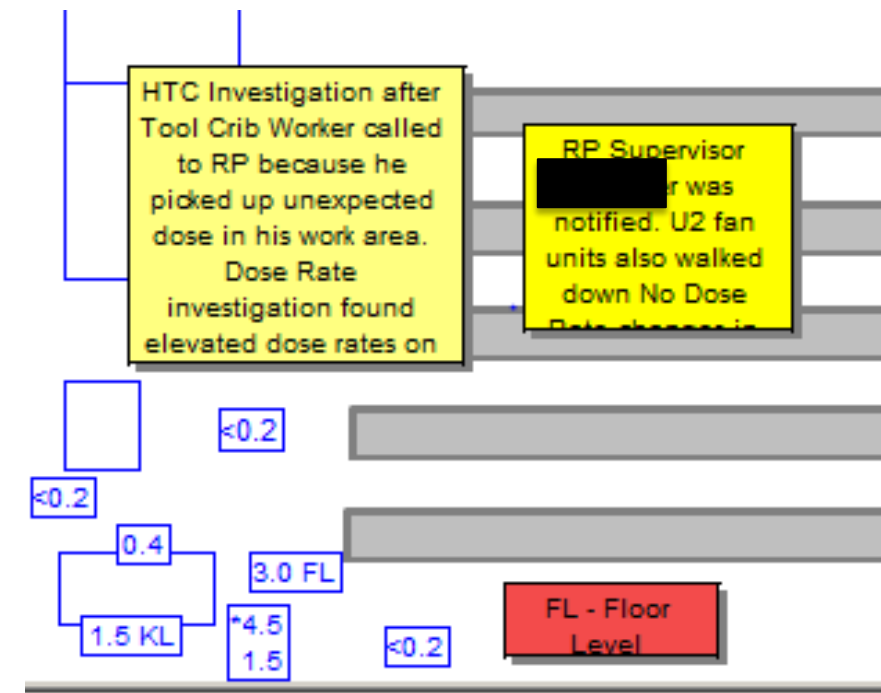 HTC Investigation after
Tool Crib Worker called
to RP because he
picked up unexpected
dose in his work area.
Dose Rate
investigation found
elevated dose rates on
RP Supervisor
was
notified. U2 fan
units also walked
down No Dose
Rate changes in
<0.2
<0.2
0.4
3.0 FL
1.5 KL
*4.5
1.5
<0.2
FL - Floor
Level